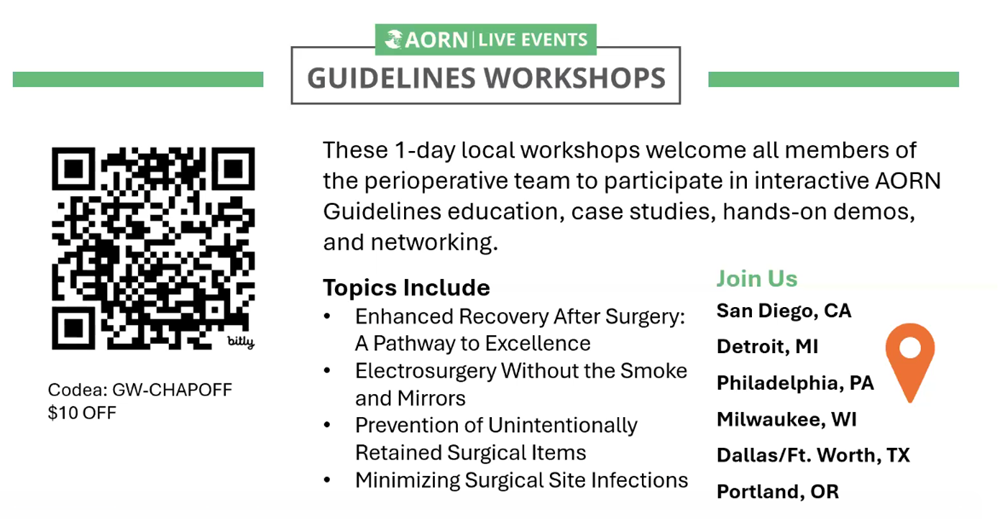 AORN | LIVE EVENTS
GUIDELINES WORKSHOPS
These 1-day local workshops welcome all members of
the perioperative team to participate in interactive AORN
Guidelines education, case studies, hands-on demos,
and networking.
bitly
Codea: GW-CHAPOFF
$10 OFF
Topics Include
• Enhanced Recovery After Surgery:
A Pathway to Excellence
• Electrosurgery Without the Smoke
and Mirrors
• Prevention of Unintentionally
Retained Surgical Items
• Minimizing Surgical Site Infections
Join Us
San Diego, CA
Detroit, MI
Philadelphia, PA
Milwaukee, WI
Dallas/Ft. Worth, TX
Portland, OR